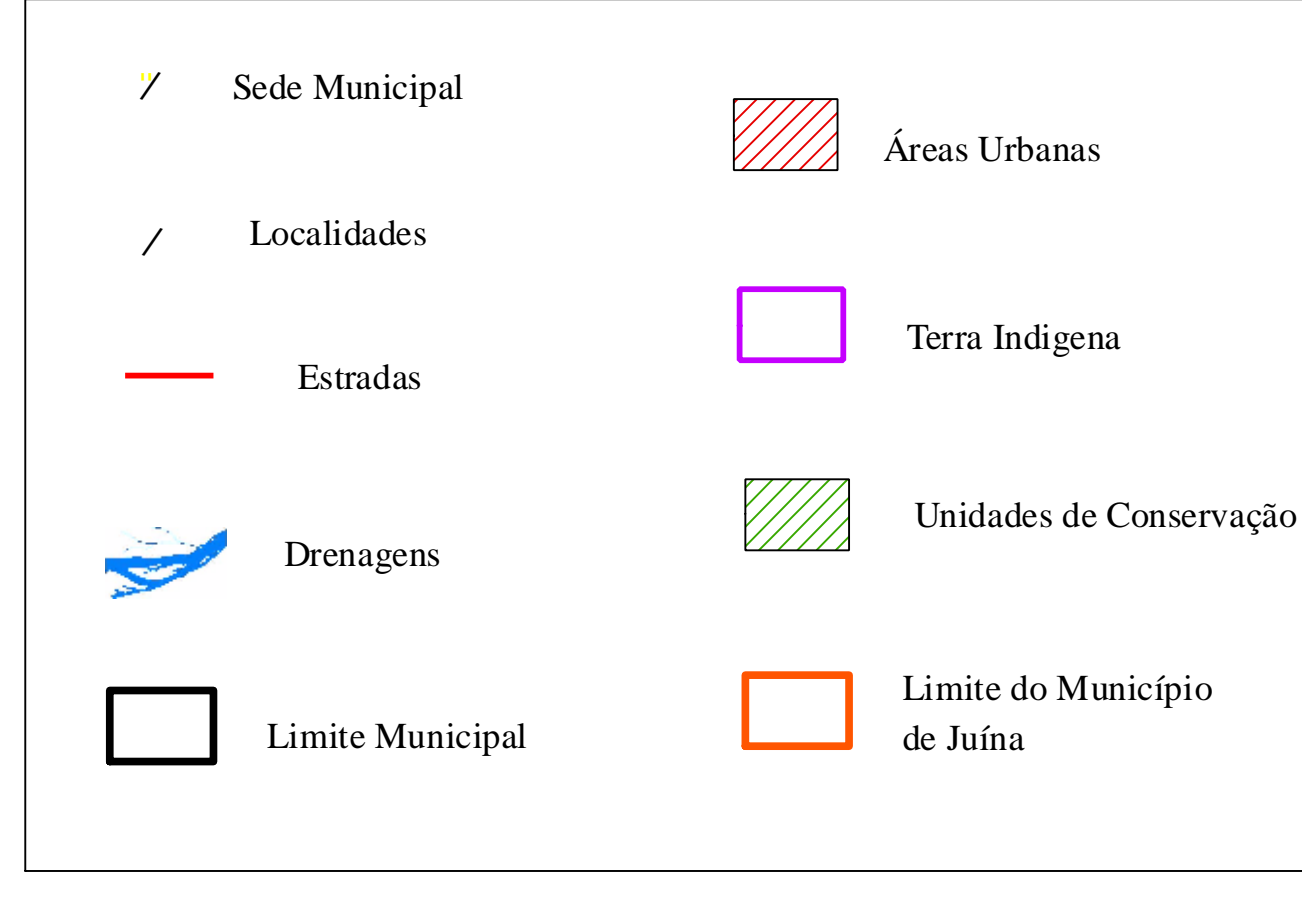 Sede Municipal
Localidades
Estradas
Drenagens
Limite Municipal
Áreas Urbanas
Terra Indigena
Unidades de Conservação
Limite do Município
de Juína